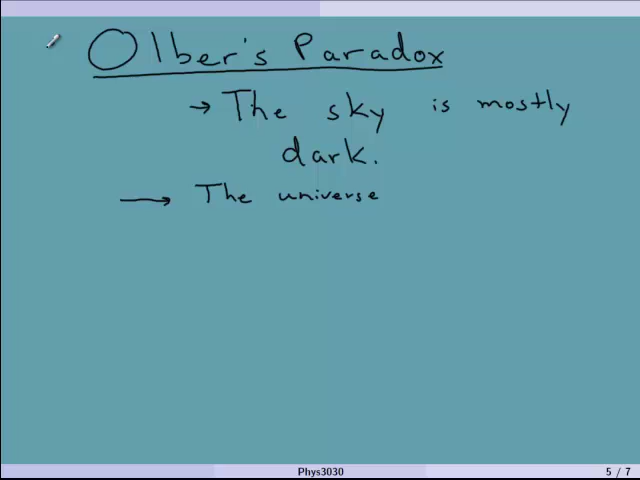 Olber's Paradox
→ The sky is mostly
dark.
→ The universe
Phys3030
5 / 7